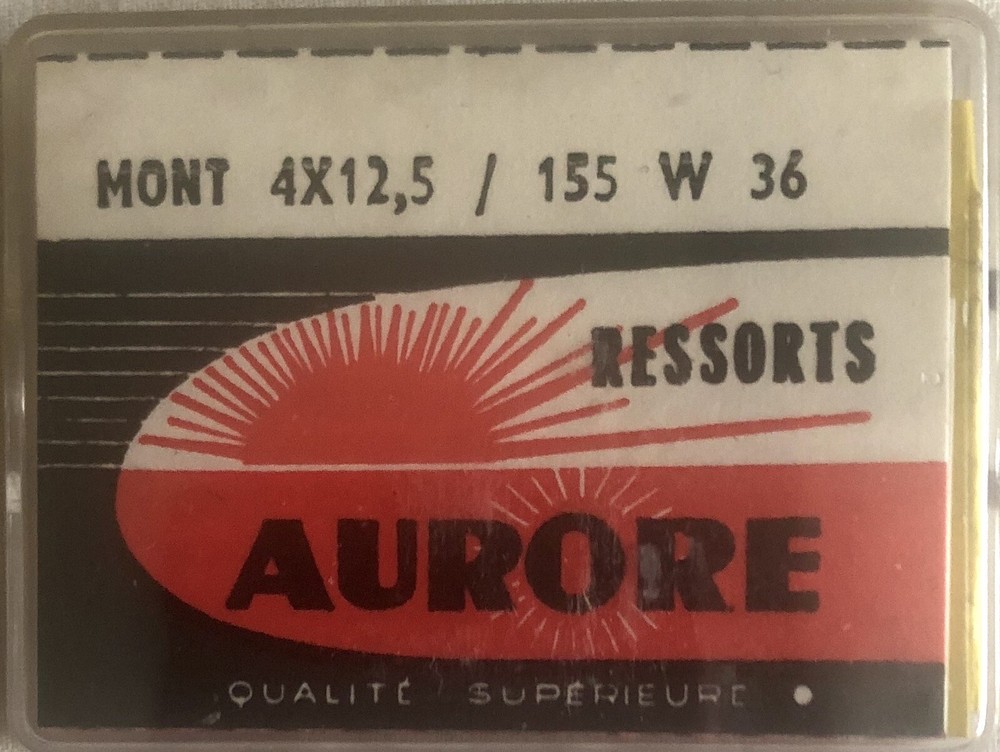 MONT 4X12,5 / 155 W 36
RESSORTS
AURORE
QUALITÉ SUPÉRIEURE